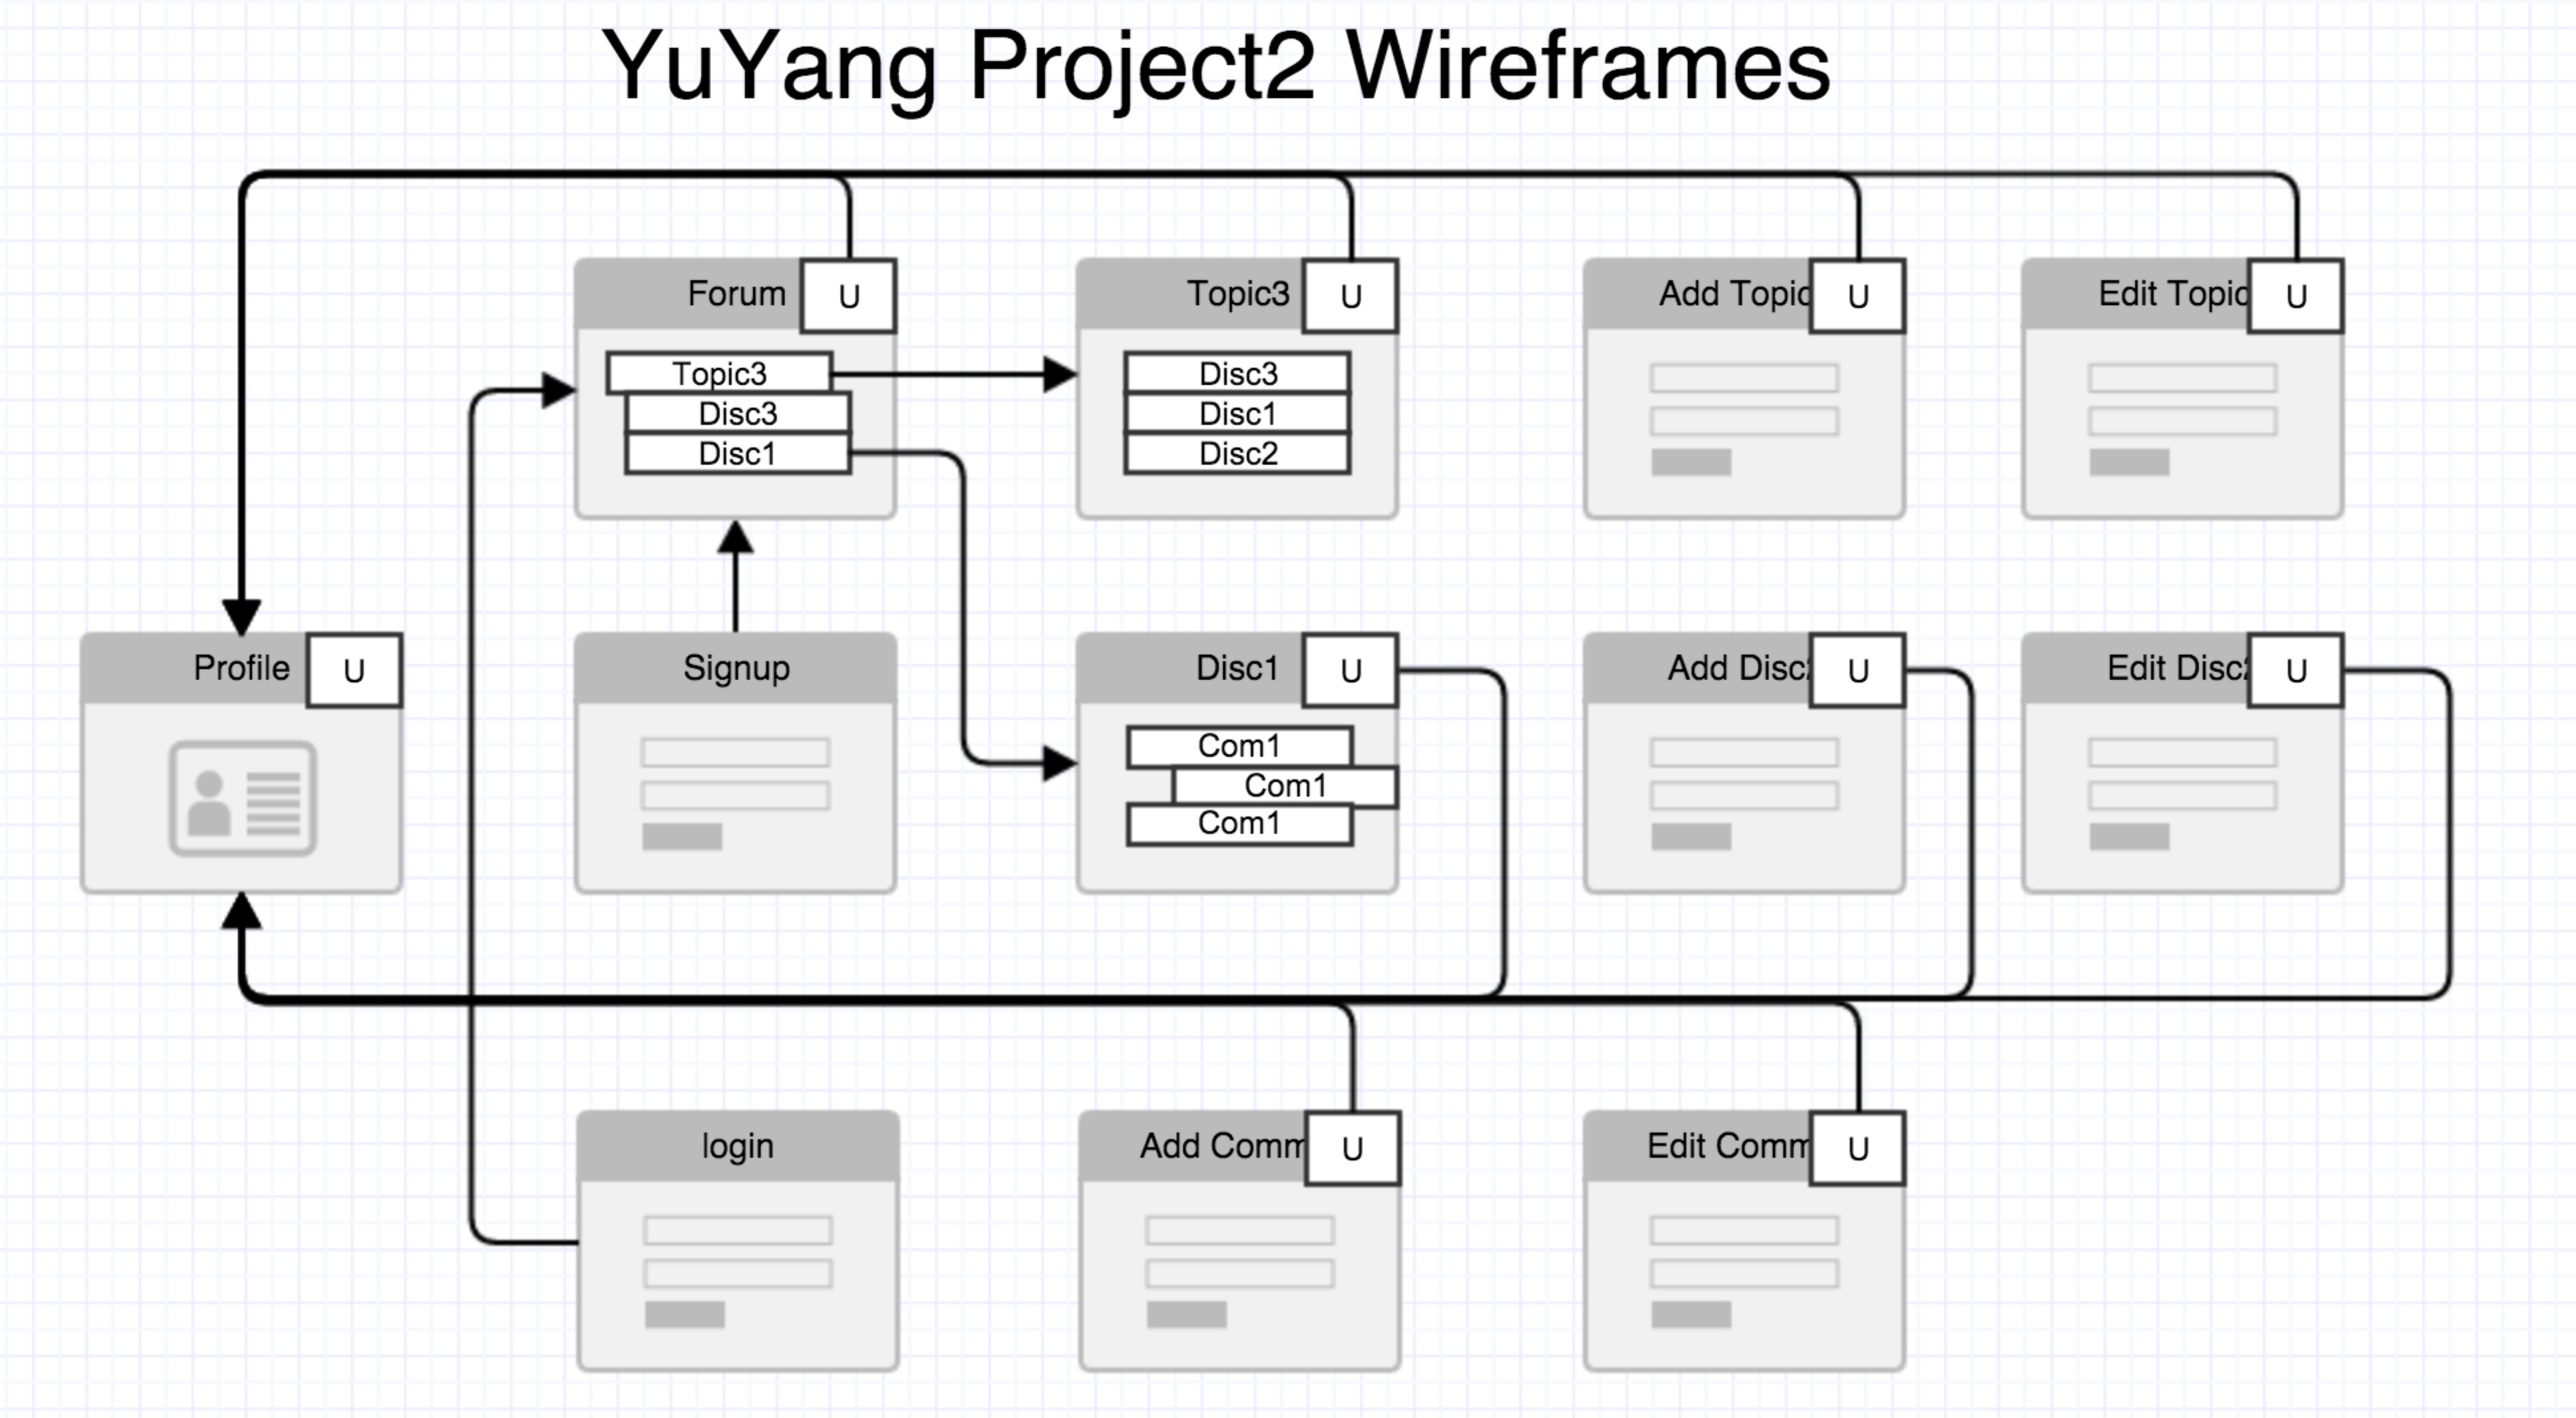 YuYang Project2 Wireframes
Forum U
Topic3
Disc3
Disc1
Topic3 U
Disc3
Disc1
Disc2
Add Topic U
Edit Topic U
Profile U
Signup
Disc1 U
Com1
Com1
Com1
Add Disc U
Edit Disc U
login
Add Comm U
Edit Comm U